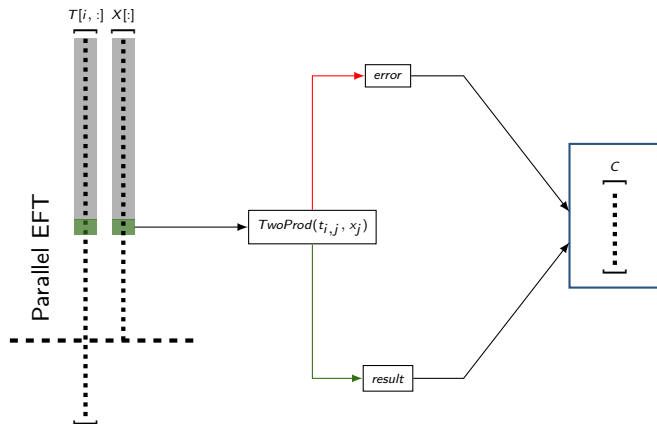 T[i, :] X[:]
error
C
Parallel EFT
TwoProd(t_{i,j}, x_j)
result